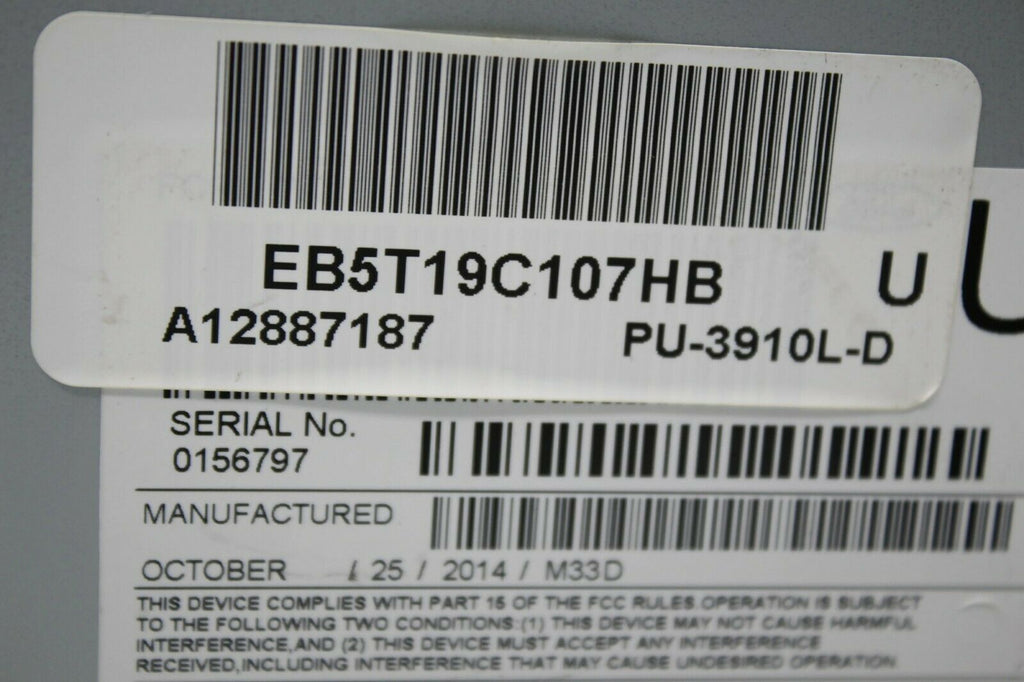 EB5T19C107HB U
A12887187 PU-3910L-D
SERIAL No.
0156797
MANUFACTURED
OCTOBER / 25 / 2014 / M33D
THIS DEVICE COMPLIES WITH PART 15 OF THE FCC RULES.OPERATION IS SUBJECT
TO THE FOLLOWING TWO CONDITIONS:(1) THIS DEVICE MAY NOT CAUSE HARMFUL
INTERFERENCE,AND (2) THIS DEVICE MUST ACCEPT ANY INTERFERENCE
RECEIVED,INCLUDING INTERFERENCE THAT MAY CAUSE UNDESIRED OPERATION.